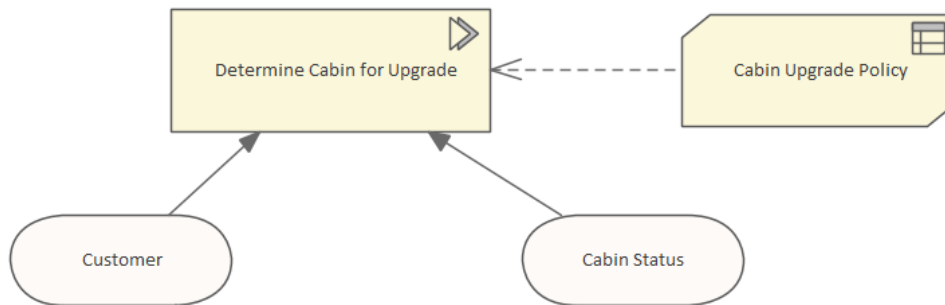 Determine Cabin for Upgrade
Cabin Upgrade Policy
Customer
Cabin Status